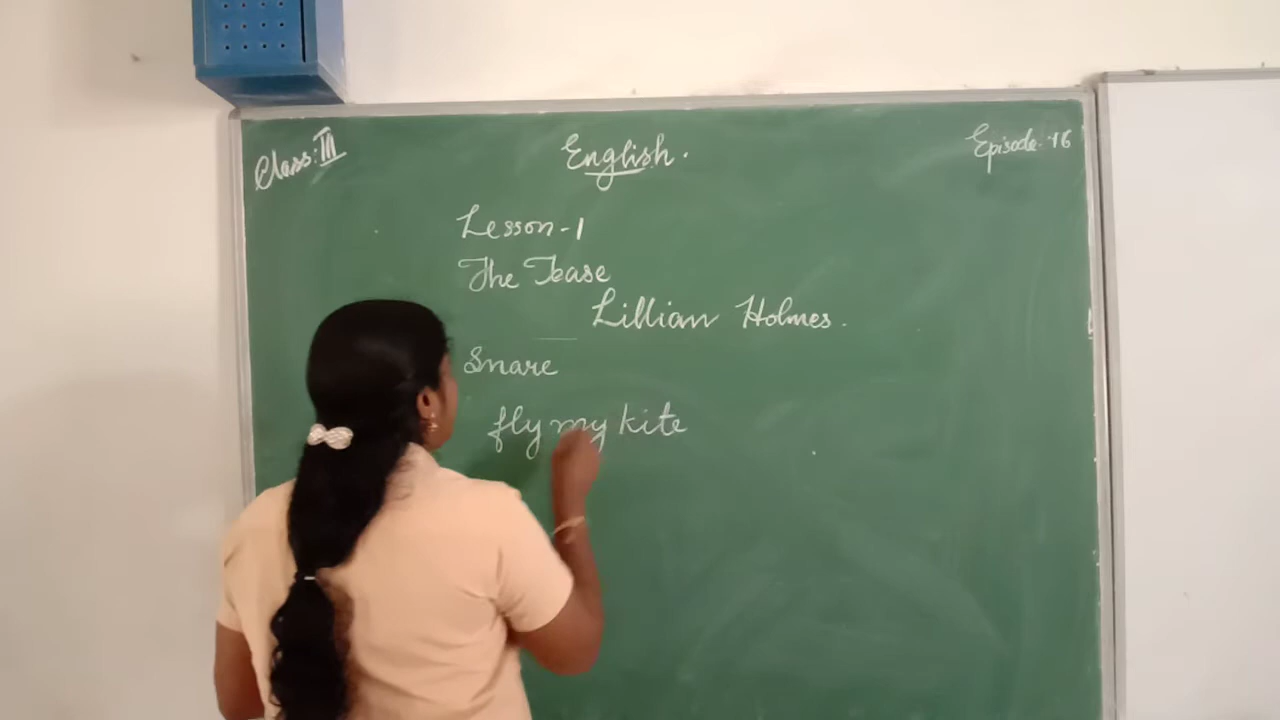 Class: III
English.
Episode-16
Lesson-1
The Tease
Lillian Holmes.
Snare
fly my kite